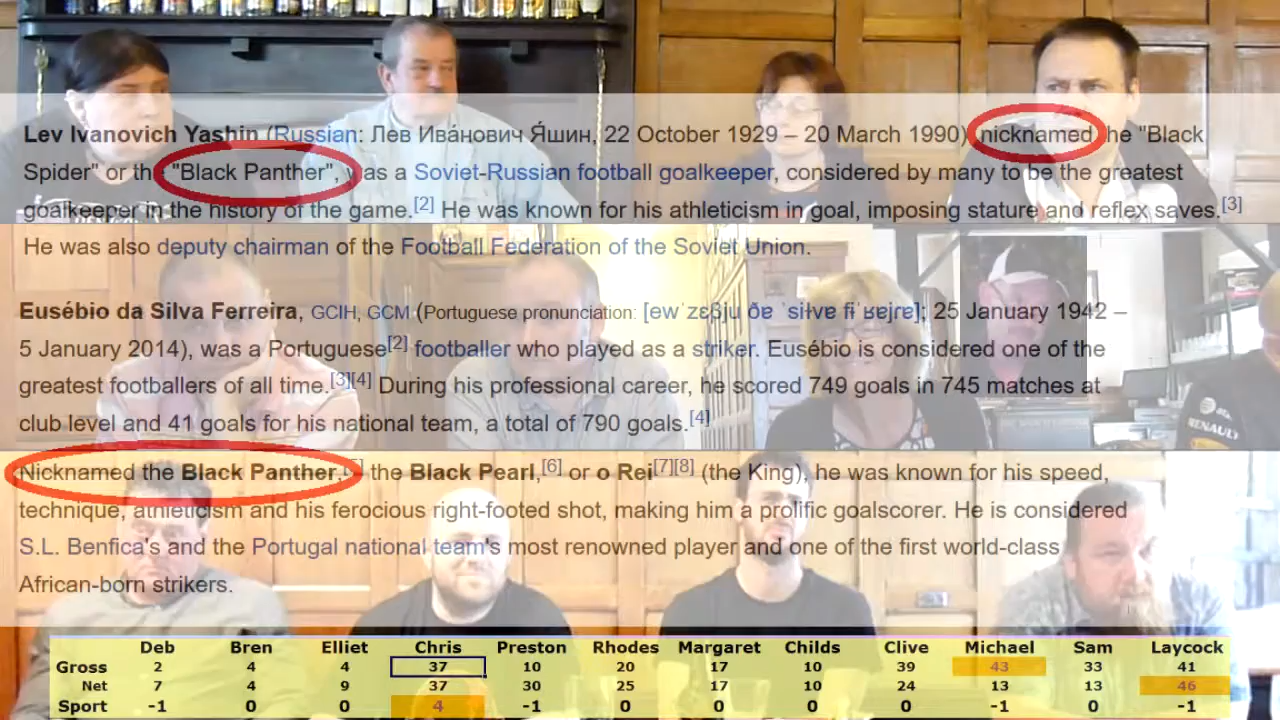 Lev Ivanovich Yashin (Russian: Лев Ива́нович Я́шин, 22 October 1929 – 20 March 1990), nicknamed the "Black
Spider" or the "Black Panther", was a Soviet-Russian football goalkeeper, considered by many to be the greatest
goalkeeper in the history of the game.[2] He was known for his athleticism in goal, imposing stature and reflex saves.[3]
He was also deputy chairman of the Football Federation of the Soviet Union.
Eusébio da Silva Ferreira, GCIH, GCM (Portuguese pronunciation: [ewˈzɛβju ðɐ ˈsiɫvɐ fɨˈʁejɾɐ]; 25 January 1942 –
5 January 2014), was a Portuguese[2] footballer who played as a striker. Eusébio is considered one of the
greatest footballers of all time.[3][4] During his professional career, he scored 749 goals in 745 matches at
club level and 41 goals for his national team, a total of 790 goals.[4]
RENAULT
Nicknamed the Black Panther, the Black Pearl,[6] or o Rei[7][8] (the King), he was known for his speed,
technique, athleticism and his ferocious right-footed shot, making him a prolific goalscorer. He is considered
S.L. Benfica's and the Portugal national team's most renowned player and one of the first world-class
African-born strikers.
Deb Bren Elliet Chris Preston Rhodes Margaret Childs Clive Michael Sam Laycock
Gross 2 4 4 37 10 20 17 10 39 43 33 41
Net 7 4 9 37 30 25 17 10 24 13 13 46
Sport -1 0 0 4 -1 0 0 0 0 -1 0 -1